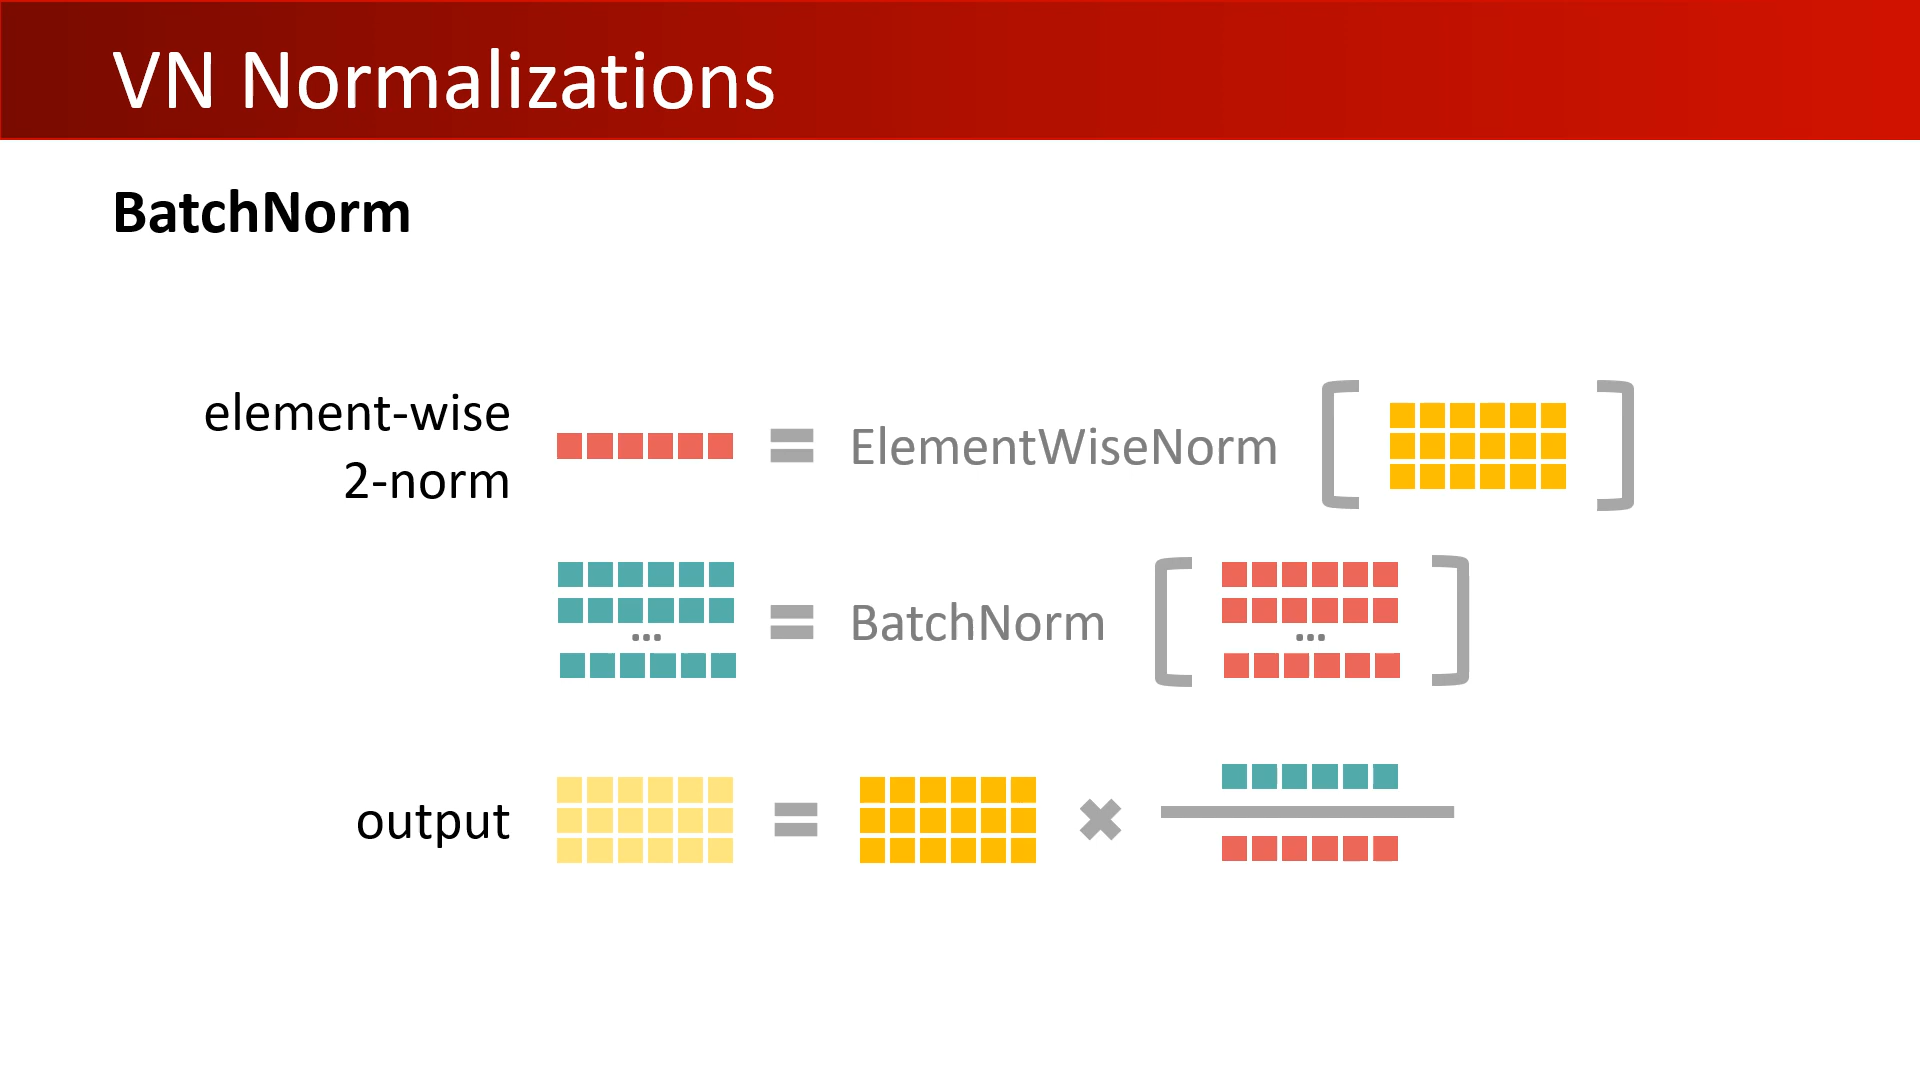 VN Normalizations
BatchNorm
element-wise
2-norm
= ElementWiseNorm [ ]
...
= BatchNorm [ ... ]
output = ×